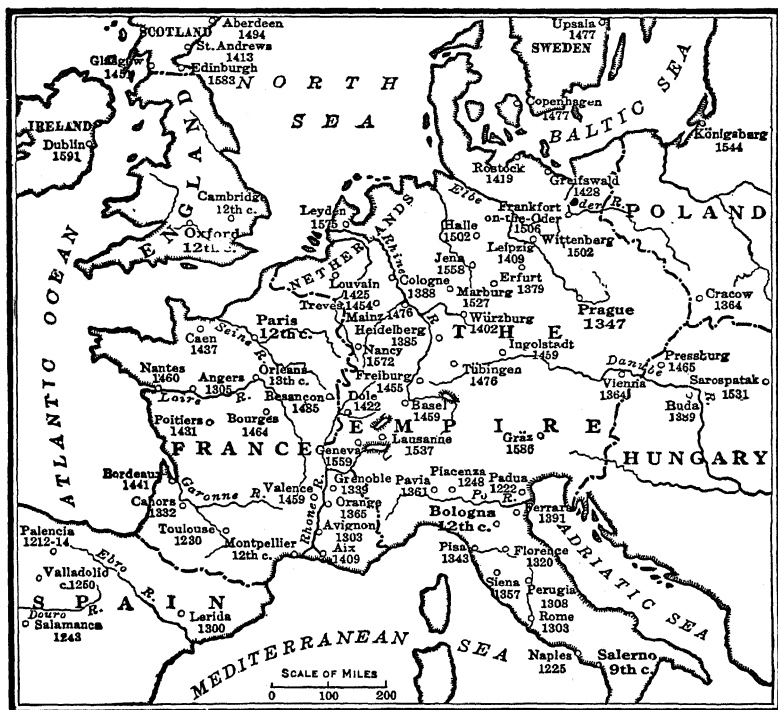 Aberdeen
1494
SCOTLAND
St. Andrews
1413
Glasgow
1451
Edinburgh
1583
NORTH
SEA
Upsala
1477
SWEDEN
BALTIC SEA
Copenhagen
1477
Königsberg
1544
IRELAND
Dublin
1591
ENGLAND
Cambridge
12th c.
Oxford
12th c.
ATLANTIC OCEAN
Rostock
1419
Greifswald
1428
Elbe
Oder R.
Frankfort
on-the-Oder
1506
POLAND
Leyden
1575
NETHERLANDS
Rhine
R.
Halle
1502
Leipzig
1409
Wittenberg
1502
Jena
1558
Erfurt
1379
Louvain
1425
Cologne
1388
Marburg
1527
Treves 1454
Mainz 1476
Würzburg
1402
Prague
1347
Cracow
1364
Heidelberg
1385
THE
EMPIRE
Caen
1437
Seine R.
Paris
12th c.
Nancy
1572
Ingolstadt
1459
Danube
R.
Pressburg
1465
Sarospatak
1531
Nantes
1460
Angers
1305
Orleans
13th c.
Loire R.
Besançon
1485
Freiburg
1455
Tübingen
1476
Vienna
1364
Buda
1389
Poitiers
1431
Bourges
1464
Dôle
1422
Basel
1459
FRANCE
Geneva
1559
Lausanne
1537
Gräz
1586
HUNGARY
Bordeaux
1441
Garonne R.
Valence
1459
Grenoble
1339
Pavia
1361
Piacenza
1248
Padua
1222
Po R.
Cahors
1332
Orange
1365
Bologna
12th c.
Ferrara
1391
Rhone R.
Avignon
1303
Toulouse
1230
Montpellier
12th c.
Aix
1409
Pisa
1343
Florence
1320
ADRIATIC SEA
Palencia
1212-14
Ebro
R.
Valladolid
c.1250
SPAIN
Douro
R.
Salamanca
1243
Lerida
1300
Siena
1357
Perugia
1308
Rome
1303
MEDITERRANEAN SEA
Naples
1225
Salerno
9th c.
SCALE OF MILES
0 100 200